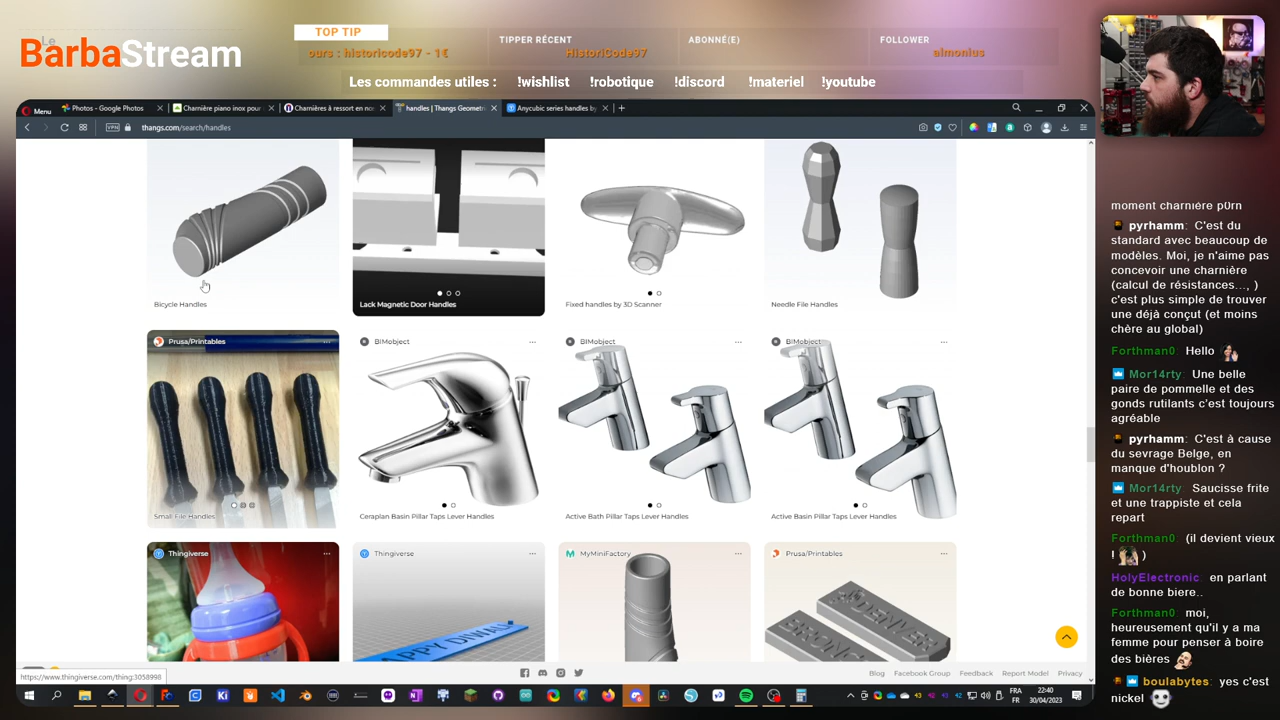 Le
BarbaStream
TOP TIP
ours : historicode97 - 1€
TIPPER RÉCENT
HistoriCode97
ABONNÉ(E)
FOLLOWER
almonius
Les commandes utiles : !wishlist !robotique !discord !materiel !youtube
Menu
Photos - Google Photos
Charnière piano inox pour
Charnières à ressort en no
handles | Thangs Geometri
Anycubic series handles by
VPN
thangs.com/search/handles
Bicycle Handles
Lack Magnetic Door Handles
Fixed handles by 3D Scanner
Needle File Handles
Prusa/Printables
BIMobject
BIMobject
BIMobject
Small File Handles
Ceraplan Basin Pillar Taps Lever Handles
Active Bath Pillar Taps Lever Handles
Active Basin Pillar Taps Lever Handles
Thingiverse
Thingiverse
MyMiniFactory
Prusa/Printables
HAPPY DIWALI
DENVER
BRONC
https://www.thingiverse.com/thing:3058998
Blog
Facebook Group
Feedback
Report Model
Privacy
FRA
FR
22:40
30/04/2023
moment charnière p0rn
pyrhamm: C'est du
standard avec beaucoup de
modèles. Moi, je n'aime pas
concevoir une charnière
(calcul de résistances..., )
c'est plus simple de trouver
une déjà conçut (et moins
chère au global)
Forthman0: Hello
Mor14rty: Une belle
paire de pommelle et des
gonds rutilants c'est toujours
agréable
pyrhamm: C'est à cause
du sevrage Belge, en
manque d'houblon ?
Mor14rty: Saucisse frite
et une trappiste et cela
repart
Forthman0: (il devient vieux
! )
HolyElectronic: en parlant
de bonne biere..
Forthman0: moi,
heureusement qu'il y a ma
femme pour penser à boire
des bières
boulabytes: yes c'est
nickel